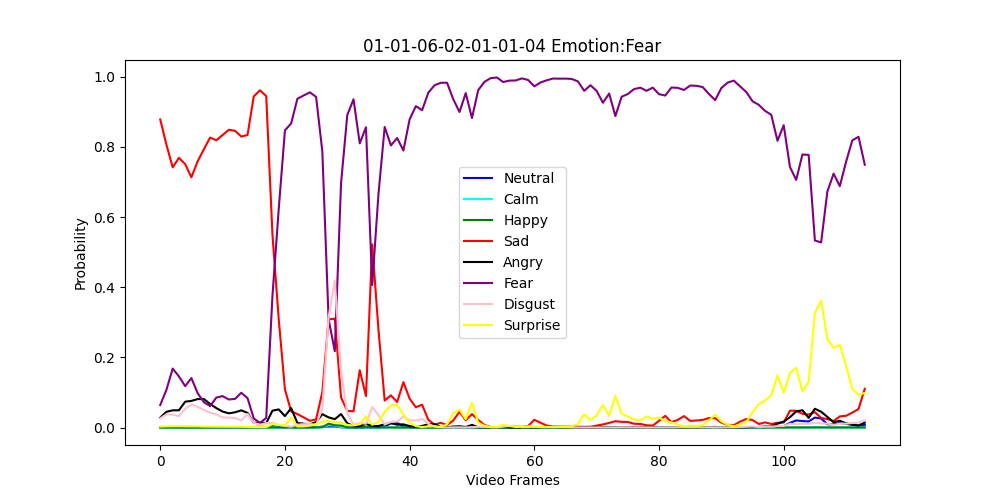 01-01-06-02-01-01-04 Emotion:Fear
Probability
1.0
0.8
0.6
0.4
0.2
0.0
Neutral
Calm
Happy
Sad
Angry
Fear
Disgust
Surprise
0 20 40 60 80 100
Video Frames